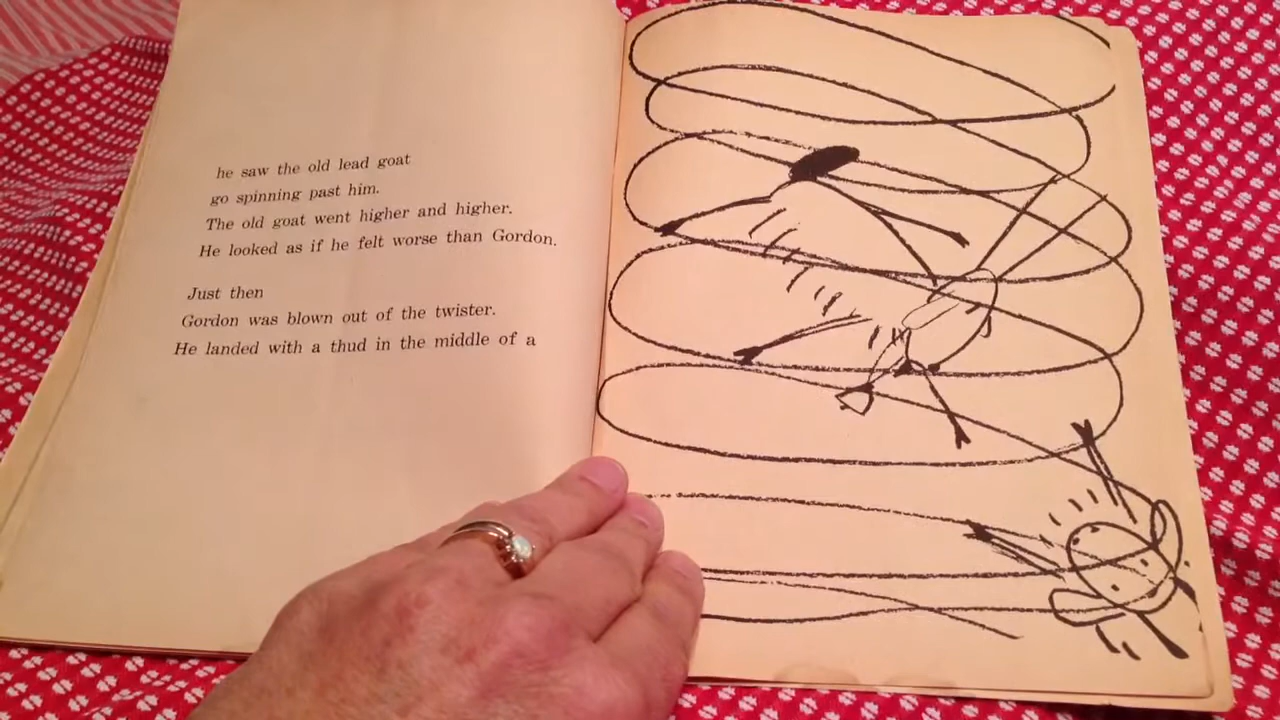 he saw the old lead goat
go spinning past him.
The old goat went higher and higher.
He looked as if he felt worse than Gordon.
Just then
Gordon was blown out of the twister.
He landed with a thud in the middle of a